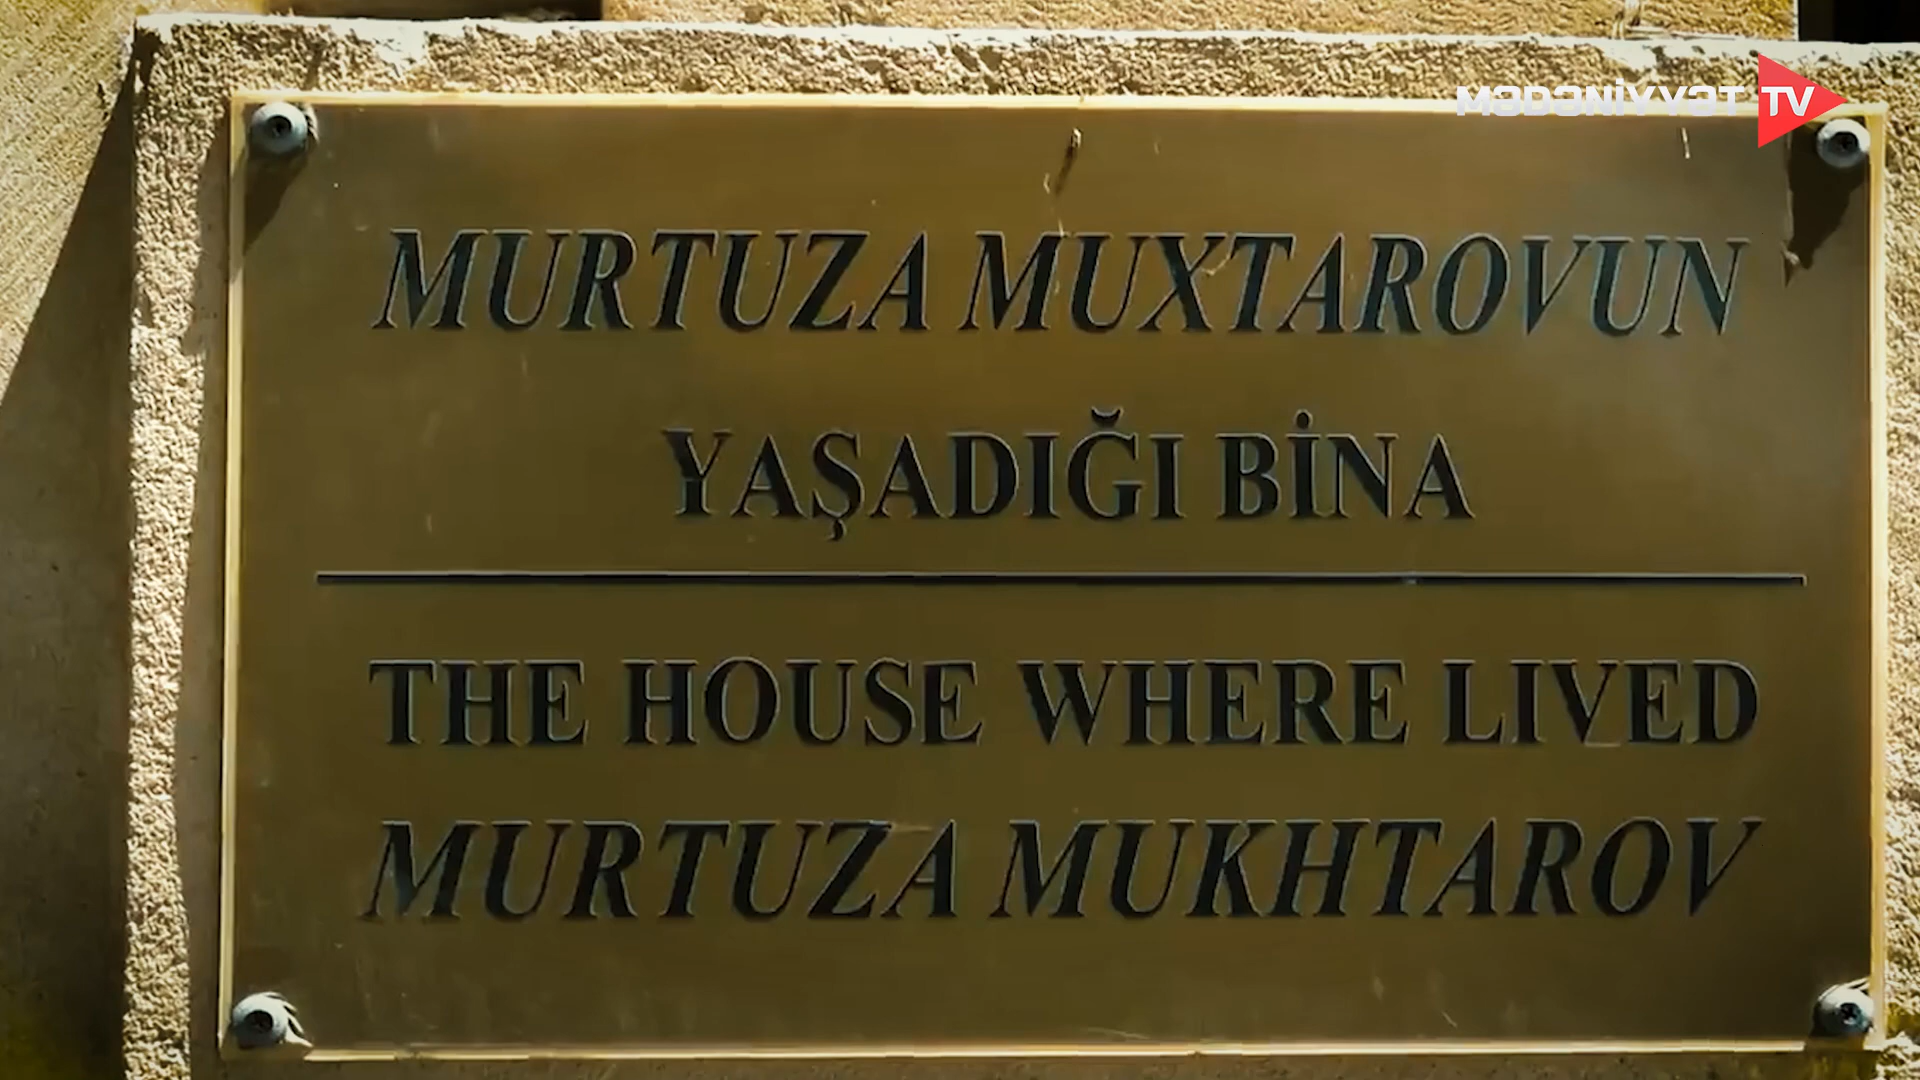 MƏDƏNİYYƏT TV
MURTUZA MUXTAROVUN
YAŞADIĞI BİNA
THE HOUSE WHERE LIVED
MURTUZA MUKHTAROV